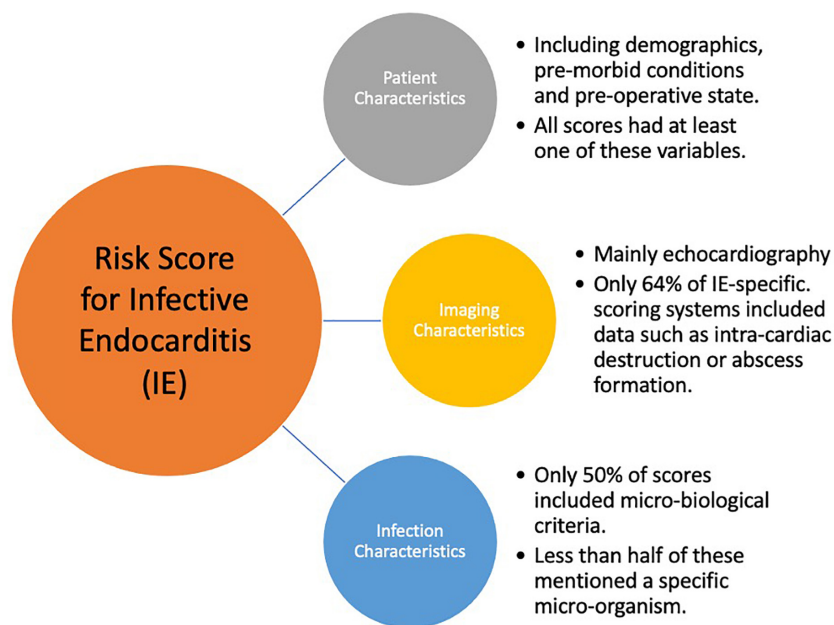 Risk Score
for Infective
Endocarditis
(IE)
Patient
Characteristics
• Including demographics,
pre-morbid conditions
and pre-operative state.
• All scores had at least
one of these variables.
Imaging
Characteristics
• Mainly echocardiography
• Only 64% of IE-specific.
scoring systems included
data such as intra-cardiac
destruction or abscess
formation.
Infection
Characteristics
• Only 50% of scores
included micro-biological
criteria.
• Less than half of these
mentioned a specific
micro-organism.